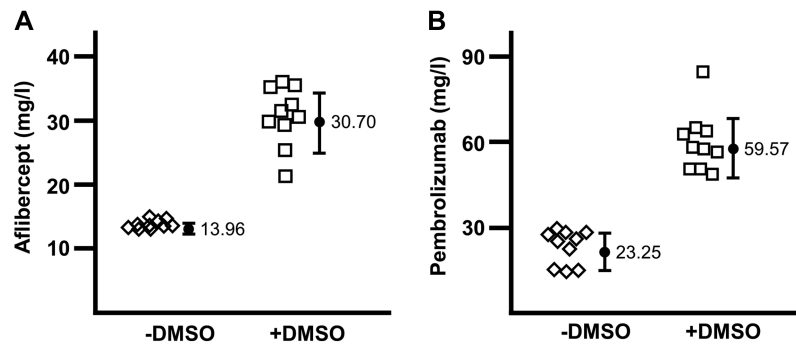 A
Aflibercept (mg/l)
40
30
20
10
30.70
13.96
-DMSO
+DMSO
B
Pembrolizumab (mg/l)
90
60
30
59.57
23.25
-DMSO
+DMSO